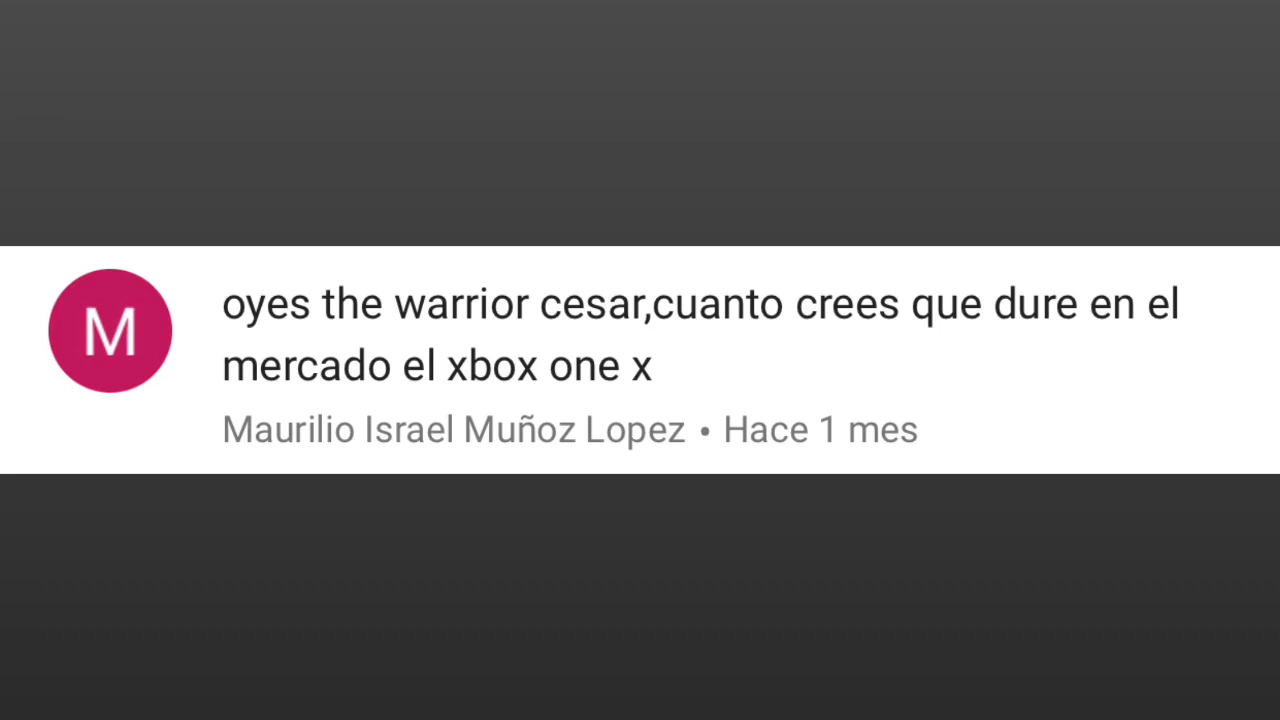 M
oyes the warrior cesar,cuanto crees que dure en el
mercado el xbox one x
Maurilio Israel Muñoz Lopez • Hace 1 mes